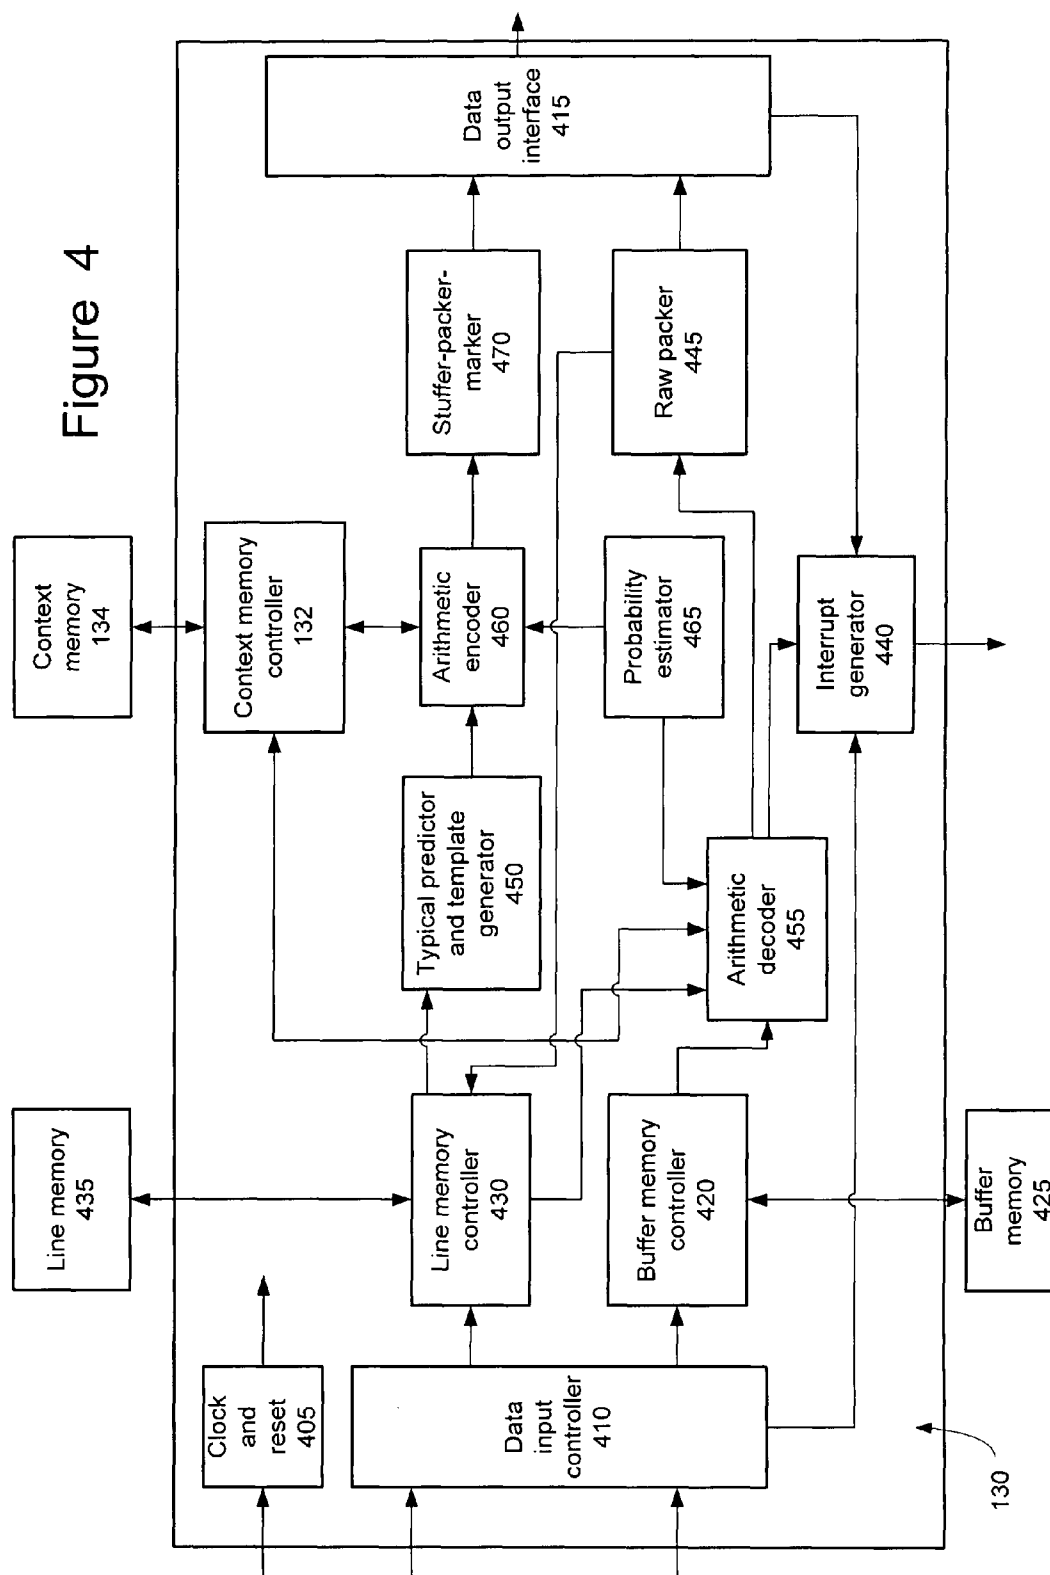 Figure 4
Line memory
435
Context
memory
134
Clock
and
reset
405
Context memory
controller
132
Data
input
controller
410
Line memory
controller
430
Typical predictor
and template
generator
450
Arithmetic
encoder
460
Stuffer-packer-
marker
470
Data
output
interface
415
Buffer memory
controller
420
Probability
estimator
465
Raw packer
445
Arithmetic
decoder
455
Interrupt
generator
440
130
Buffer
memory
425